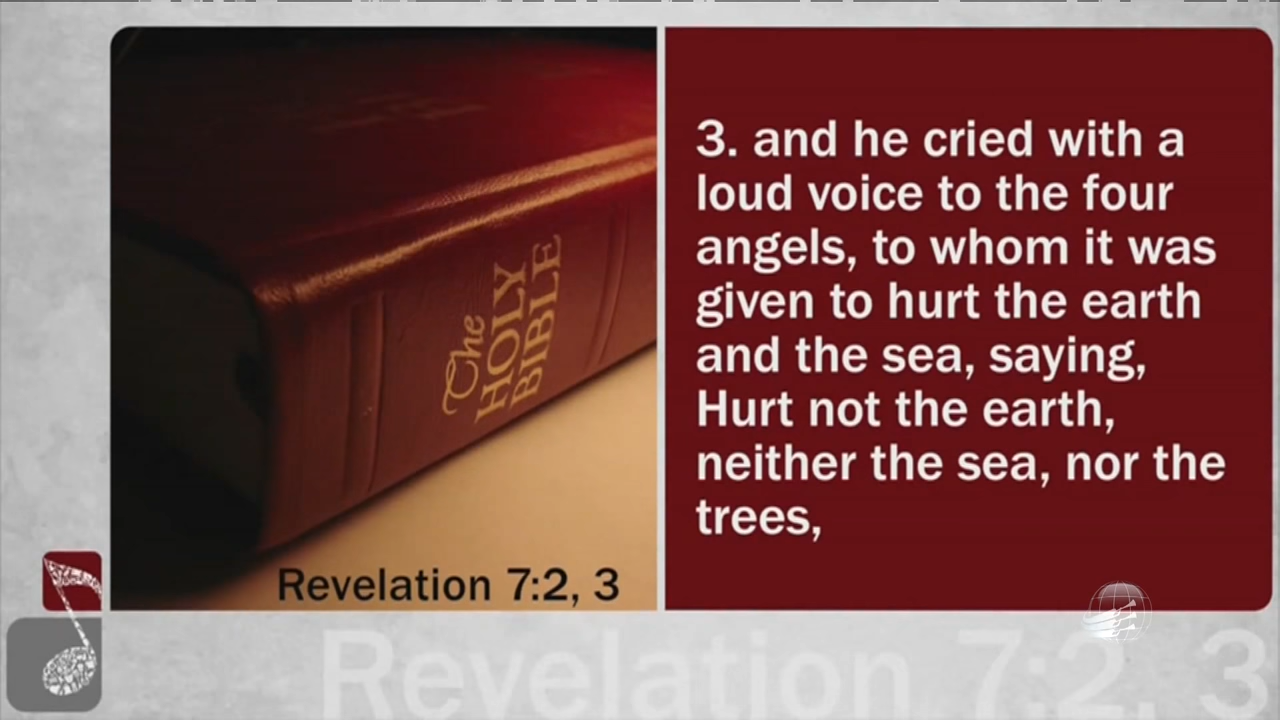 The
HOLY
BIBLE
Revelation 7:2, 3
3. and he cried with a
loud voice to the four
angels, to whom it was
given to hurt the earth
and the sea, saying,
Hurt not the earth,
neither the sea, nor the
trees,
Revelation 7:2, 3